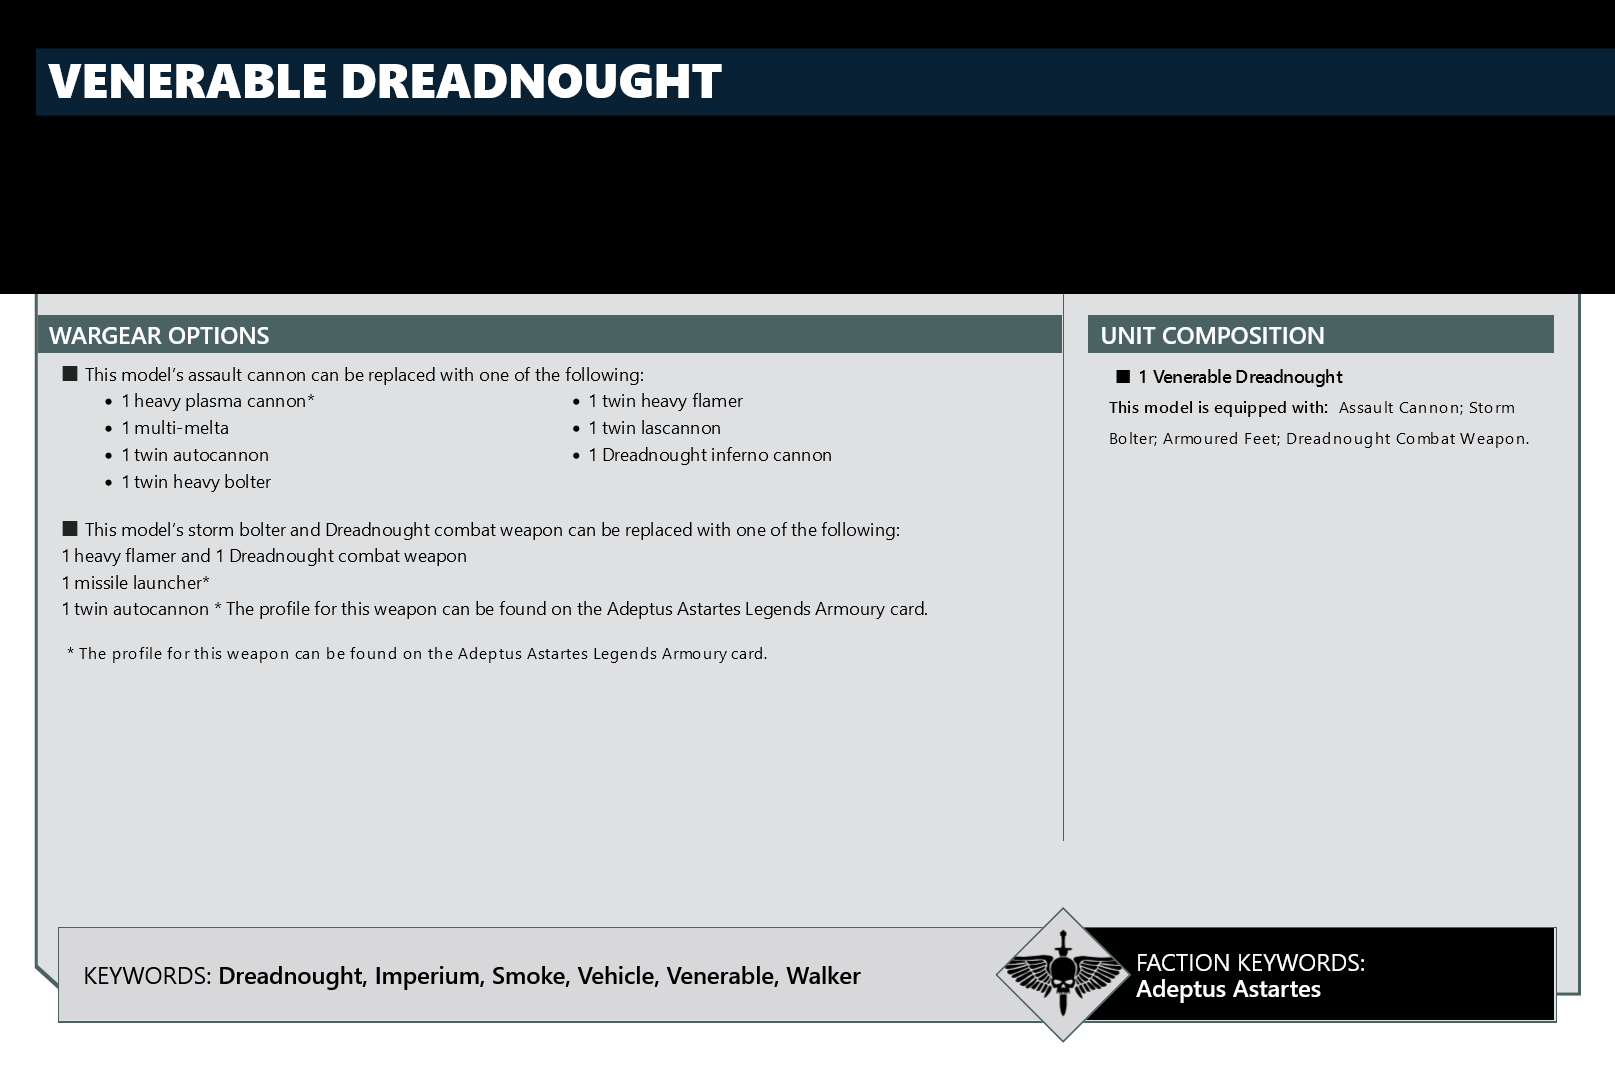 VENERABLE DREADNOUGHT
WARGEAR OPTIONS
■ This model's assault cannon can be replaced with one of the following:
• 1 heavy plasma cannon*
• 1 multi-melta
• 1 twin autocannon
• 1 twin heavy bolter
• 1 twin heavy flamer
• 1 twin lascannon
• 1 Dreadnought inferno cannon
■ This model's storm bolter and Dreadnought combat weapon can be replaced with one of the following:
1 heavy flamer and 1 Dreadnought combat weapon
1 missile launcher*
1 twin autocannon * The profile for this weapon can be found on the Adeptus Astartes Legends Armoury card.
* The profile for this weapon can be found on the Adeptus Astartes Legends Armoury card.
UNIT COMPOSITION
■ 1 Venerable Dreadnought
This model is equipped with: Assault Cannon; Storm
Bolter; Armoured Feet; Dreadnought Combat Weapon.
KEYWORDS: Dreadnought, Imperium, Smoke, Vehicle, Venerable, Walker
FACTION KEYWORDS:
Adeptus Astartes